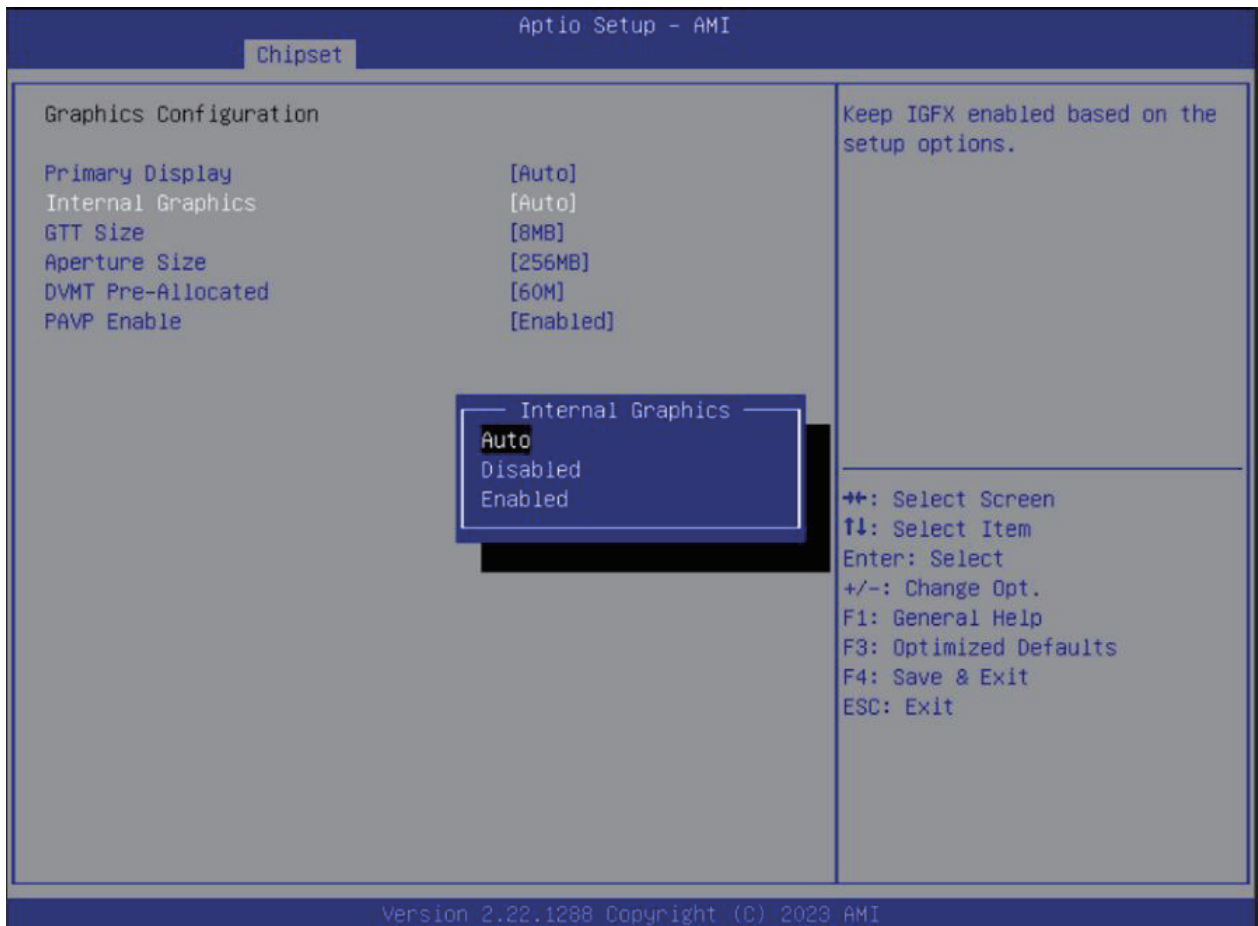 Aptio Setup – AMI
Chipset
Graphics Configuration
Primary Display [Auto]
Internal Graphics [Auto]
GTT Size [8MB]
Aperture Size [256MB]
DVMT Pre-Allocated [60M]
PAVP Enable [Enabled]
Internal Graphics
Auto
Disabled
Enabled
Keep IGFX enabled based on the
setup options.
→←: Select Screen
↑↓: Select Item
Enter: Select
+/-: Change Opt.
F1: General Help
F3: Optimized Defaults
F4: Save & Exit
ESC: Exit
Version 2.22.1288 Copyright (C) 2023 AMI